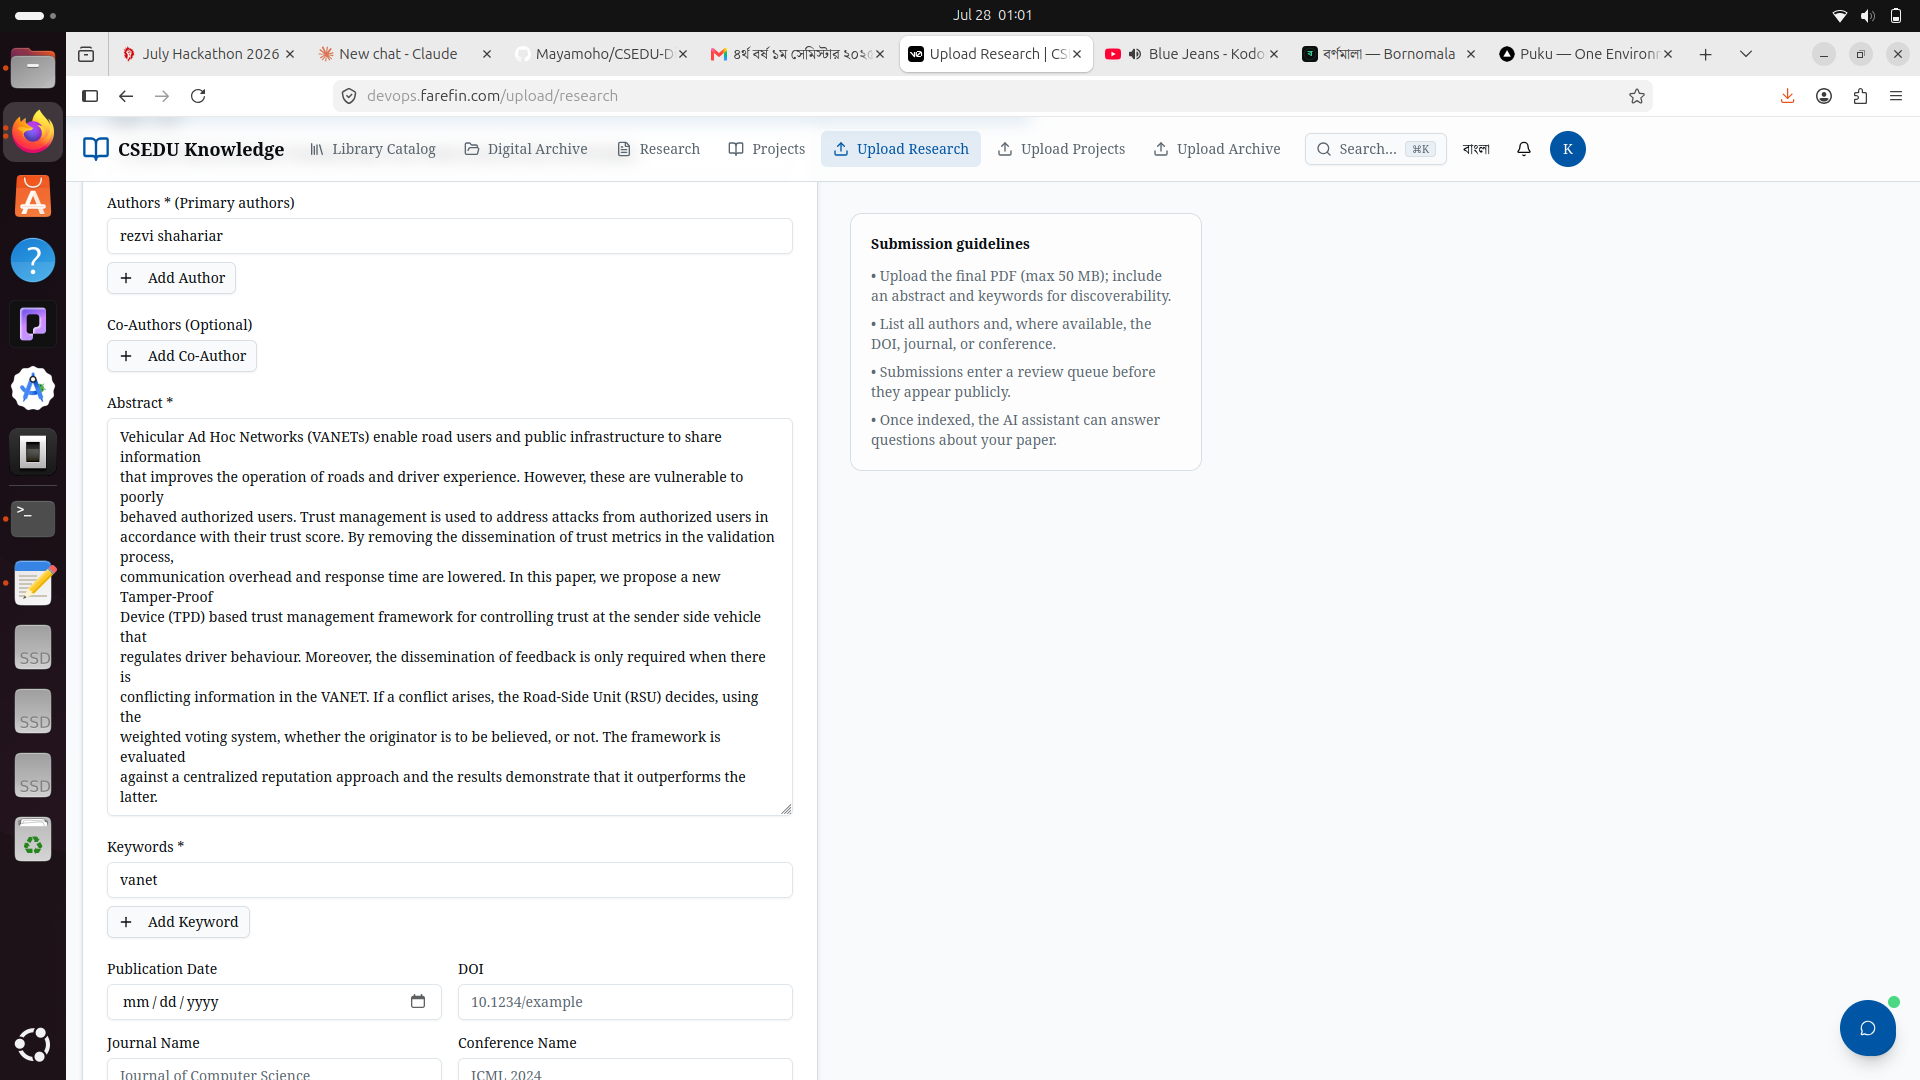 Jul 28 01:01
July Hackathon 2026
New chat - Claude
Mayamoho/CSEDU-D
৪র্থ বর্ষ ১ম সেমিস্টার ২০২
Upload Research | CS
Blue Jeans - Kodo
বর্ণমালা — Bornomala
Puku — One Environ
devops.farefin.com/upload/research
CSEDU Knowledge
Library Catalog
Digital Archive
Research
Projects
Upload Research
Upload Projects
Upload Archive
Search... ⌘K
বাংলা
K
Authors * (Primary authors)
rezvi shahariar
+ Add Author
Co-Authors (Optional)
+ Add Co-Author
Abstract *
Vehicular Ad Hoc Networks (VANETs) enable road users and public infrastructure to share
information
that improves the operation of roads and driver experience. However, these are vulnerable to
poorly
behaved authorized users. Trust management is used to address attacks from authorized users in
accordance with their trust score. By removing the dissemination of trust metrics in the validation
process,
communication overhead and response time are lowered. In this paper, we propose a new
Tamper-Proof
Device (TPD) based trust management framework for controlling trust at the sender side vehicle
that
regulates driver behaviour. Moreover, the dissemination of feedback is only required when there
is
conflicting information in the VANET. If a conflict arises, the Road-Side Unit (RSU) decides, using
the
weighted voting system, whether the originator is to be believed, or not. The framework is
evaluated
against a centralized reputation approach and the results demonstrate that it outperforms the
latter.
Keywords *
vanet
+ Add Keyword
Publication Date
DOI
mm / dd / yyyy
10.1234/example
Journal Name
Conference Name
Journal of Computer Science
ICML 2024
Submission guidelines
• Upload the final PDF (max 50 MB); include
an abstract and keywords for discoverability.
• List all authors and, where available, the
DOI, journal, or conference.
• Submissions enter a review queue before
they appear publicly.
• Once indexed, the AI assistant can answer
questions about your paper.
SSD
SSD
SSD